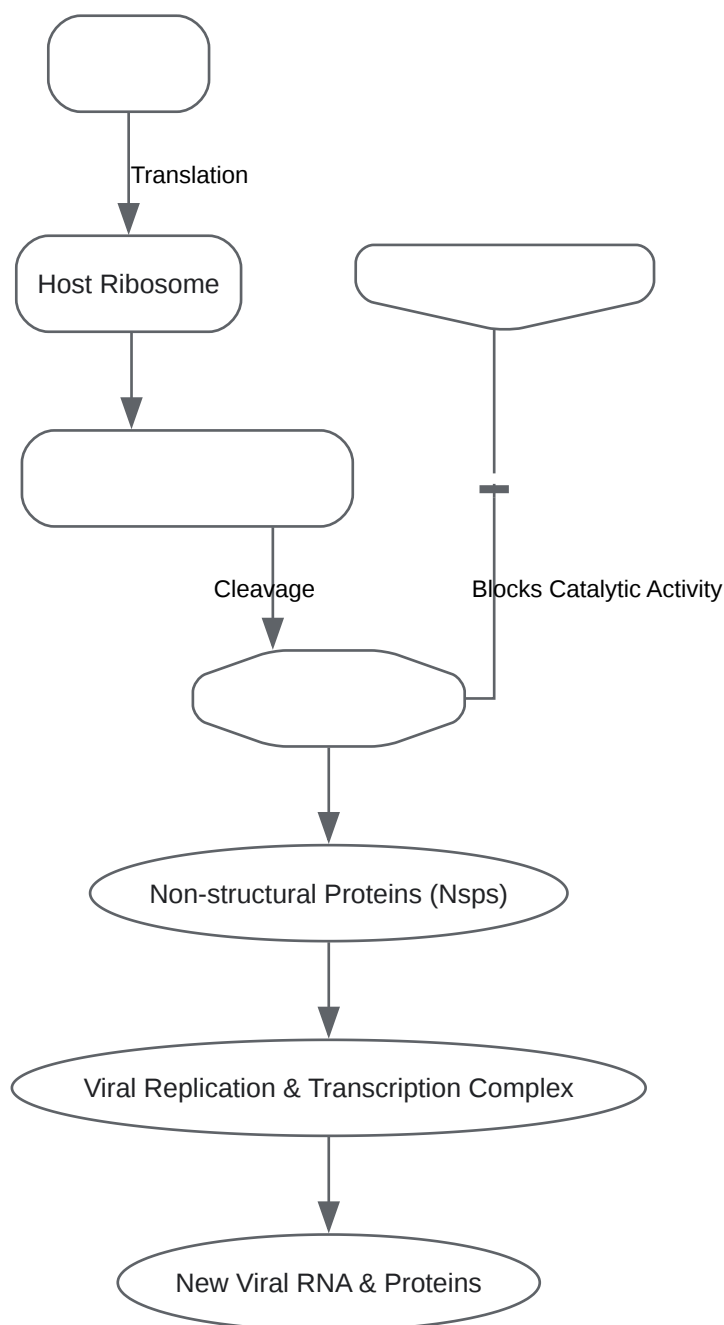 Translation
Host Ribosome
Cleavage
Blocks Catalytic Activity
Non-structural Proteins (Nsps)
Viral Replication & Transcription Complex
New Viral RNA & Proteins